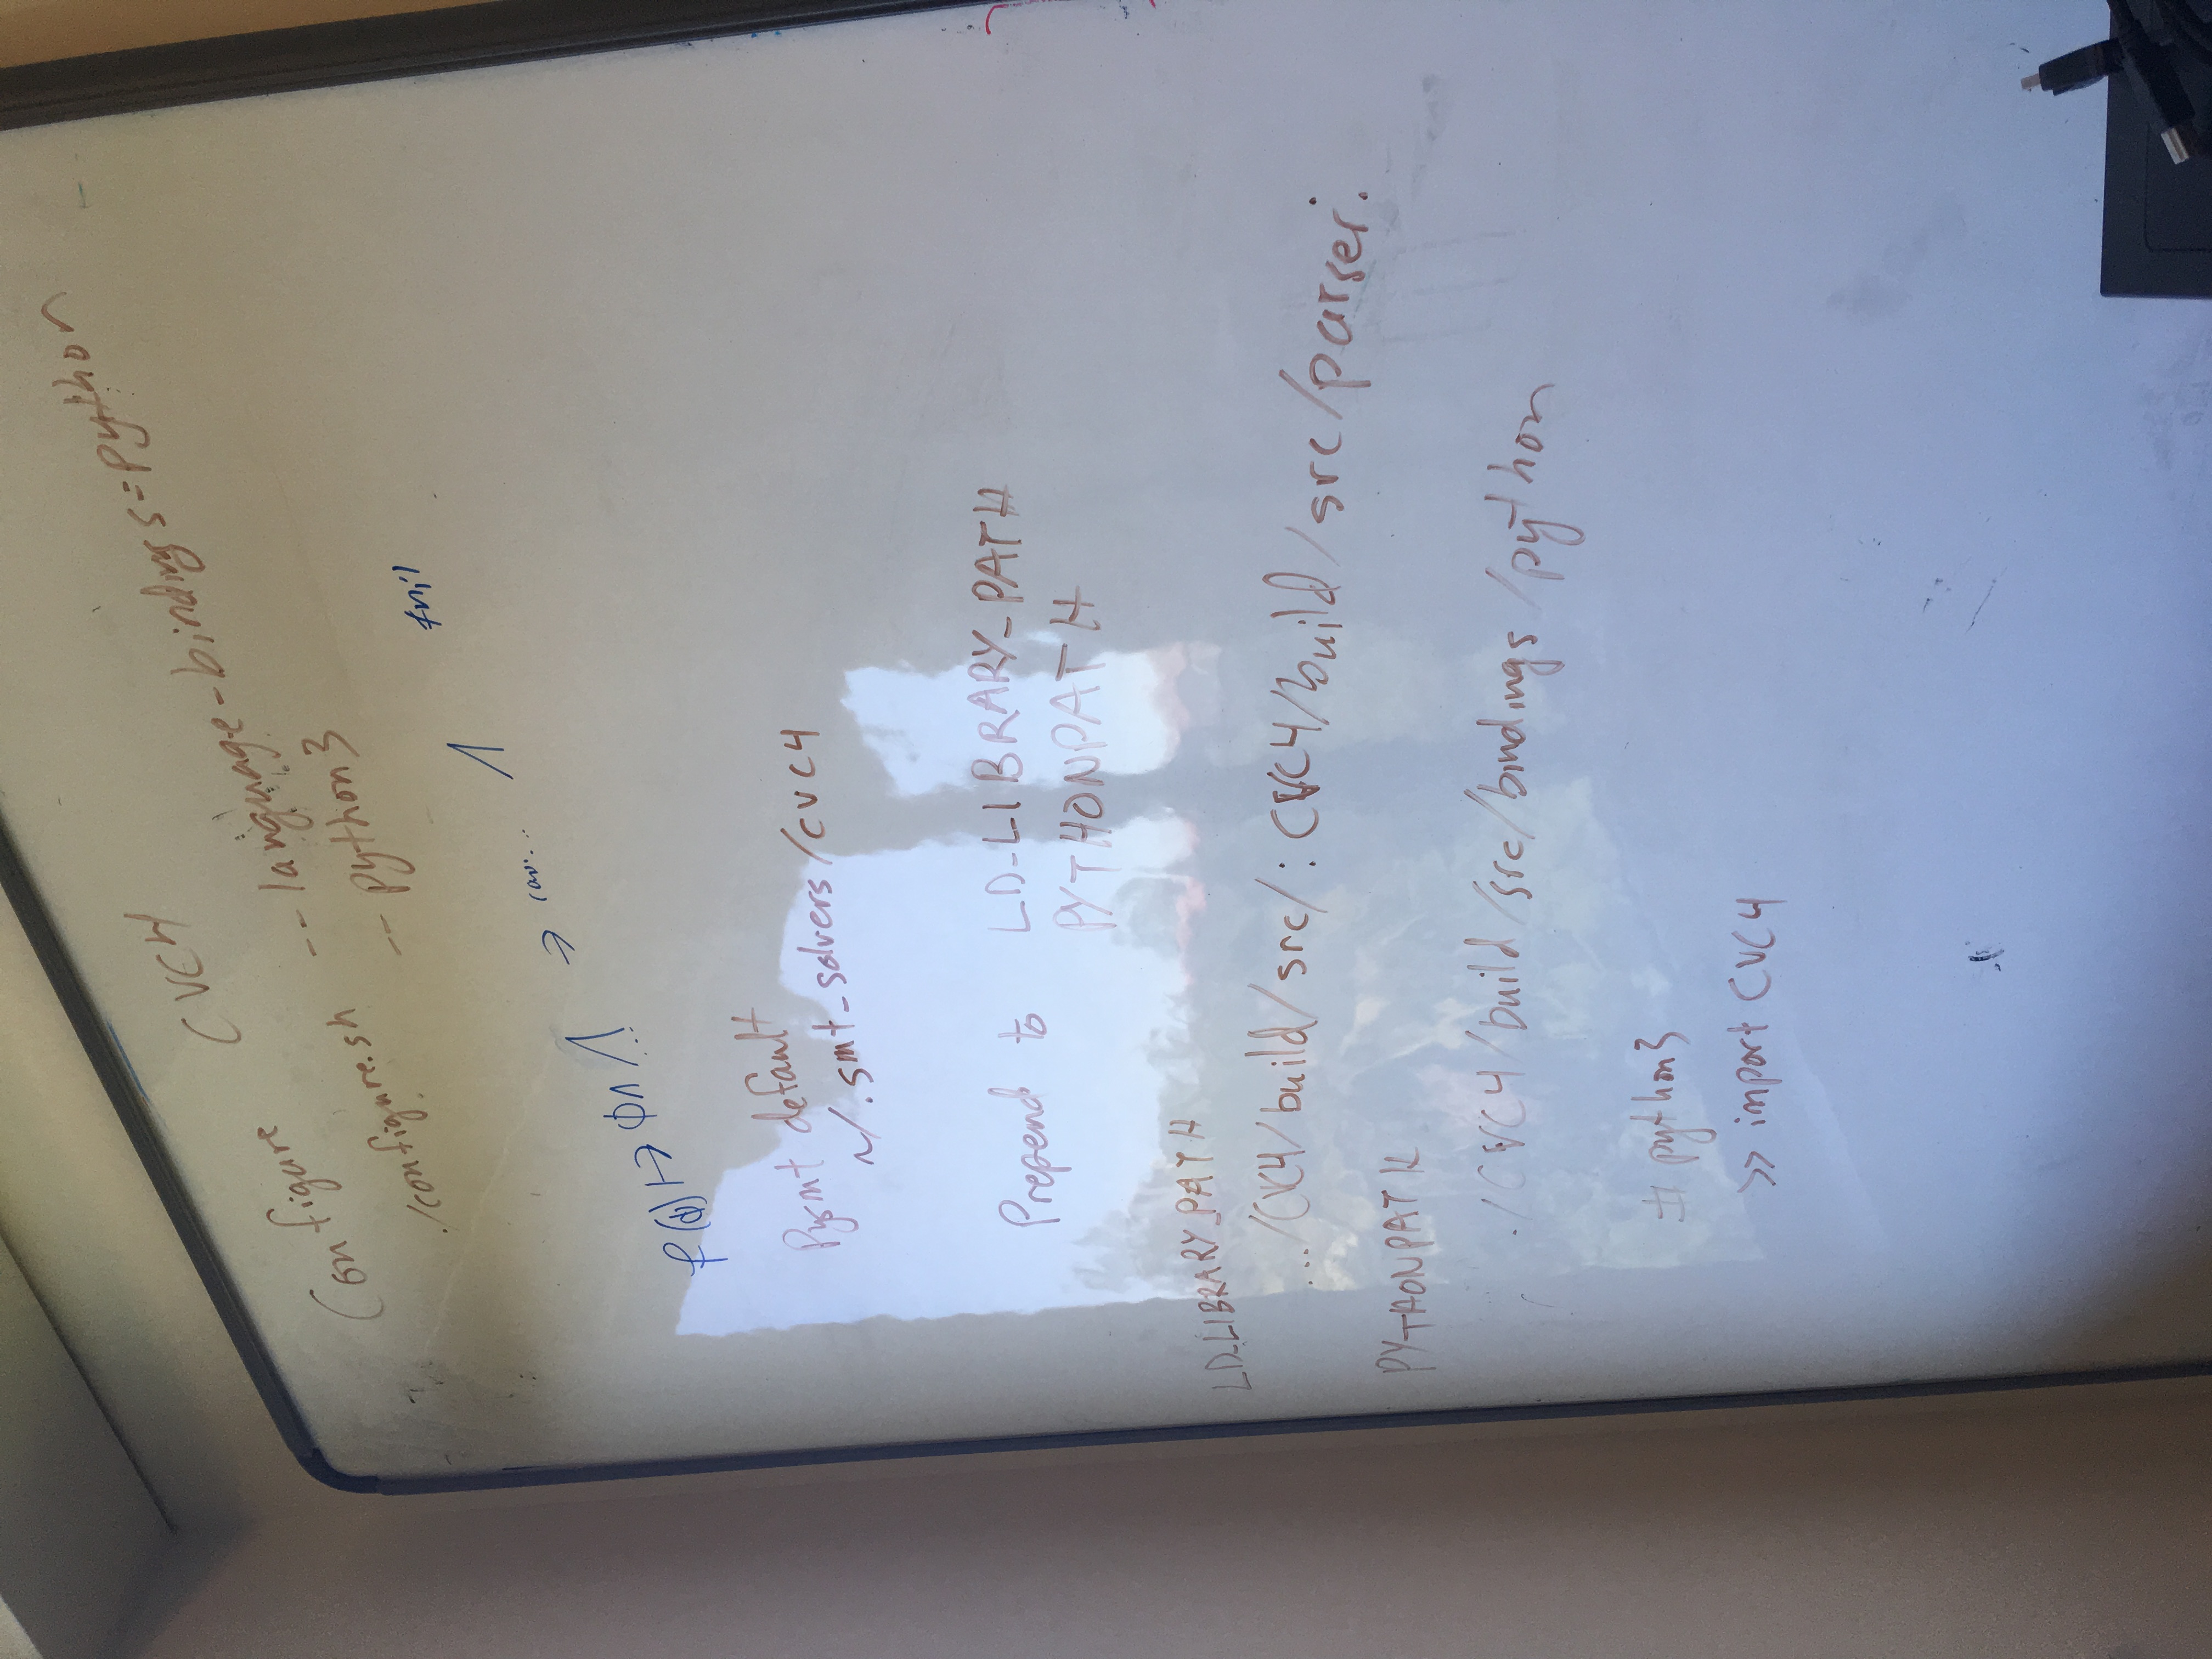 Configure CVC4
./configure.sh --language-bindings=python
--python3
≠nil
f(ϕ) ↦ ϕ ∧ ⋀ ... ⇒ ... ⋀
Pysmt default
~/.smt_solvers/CVC4
Prepend to LD_LIBRARY_PATH
PYTHONPATH
LD_LIBRARY_PATH
.../CVC4/build/src/:CVC4/build/src/parser:
PYTHONPATH
./CVC4/build/src/bindings/python
# python3
>> import CVC4